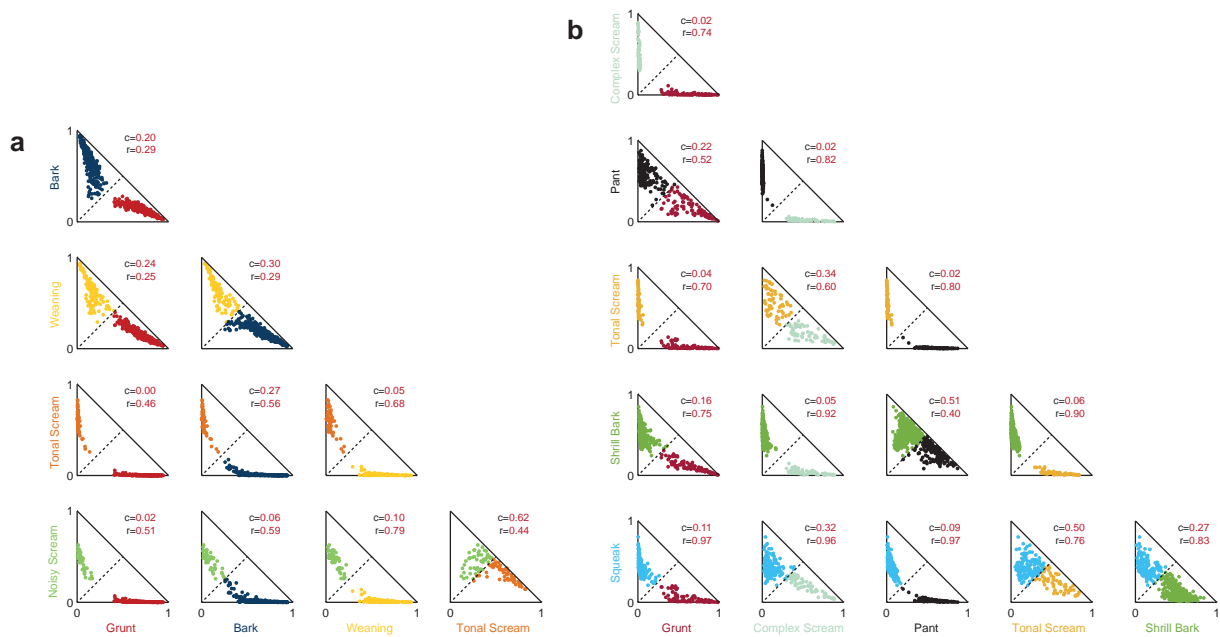 a
1
Bark
0
c=0.20
r=0.29
1
Weaning
0
c=0.24
r=0.25
c=0.30
r=0.29
1
Tonal Scream
0
c=0.00
r=0.46
c=0.27
r=0.56
c=0.05
r=0.68
1
Noisy Scream
0
c=0.02
r=0.51
c=0.06
r=0.59
c=0.10
r=0.79
c=0.62
r=0.44
0 1 0 1 0 1 0 1
Grunt Bark Weaning Tonal Scream
b
1
Complex Scream
0
c=0.02
r=0.74
1
Pant
0
c=0.22
r=0.52
c=0.02
r=0.82
1
Tonal Scream
0
c=0.04
r=0.70
c=0.34
r=0.60
c=0.02
r=0.80
1
Shrill Bark
0
c=0.16
r=0.75
c=0.05
r=0.92
c=0.51
r=0.40
c=0.06
r=0.90
1
Squeak
0
c=0.11
r=0.97
c=0.32
r=0.96
c=0.09
r=0.97
c=0.50
r=0.76
c=0.27
r=0.83
0 1 0 1 0 1 0 1 0 1
Grunt Complex Scream Pant Tonal Scream Shrill Bark